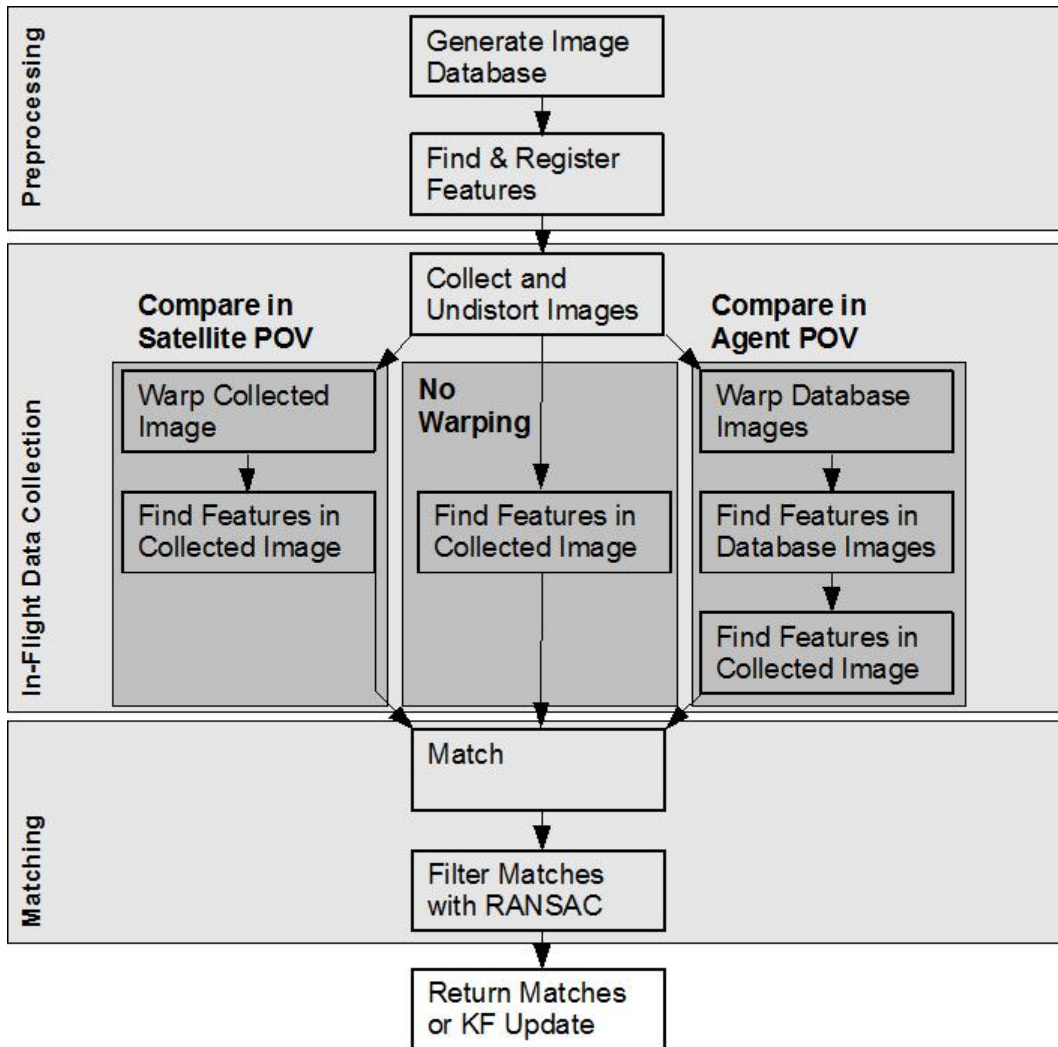 Preprocessing
Generate Image
Database
Find & Register
Features
In-Flight Data Collection
Collect and
Undistort Images
Compare in
Satellite POV
Warp Collected
Image
Find Features in
Collected Image
No
Warping
Find Features in
Collected Image
Compare in
Agent POV
Warp Database
Images
Find Features in
Database Images
Find Features in
Collected Image
Matching
Match
Filter Matches
with RANSAC
Return Matches
or KF Update